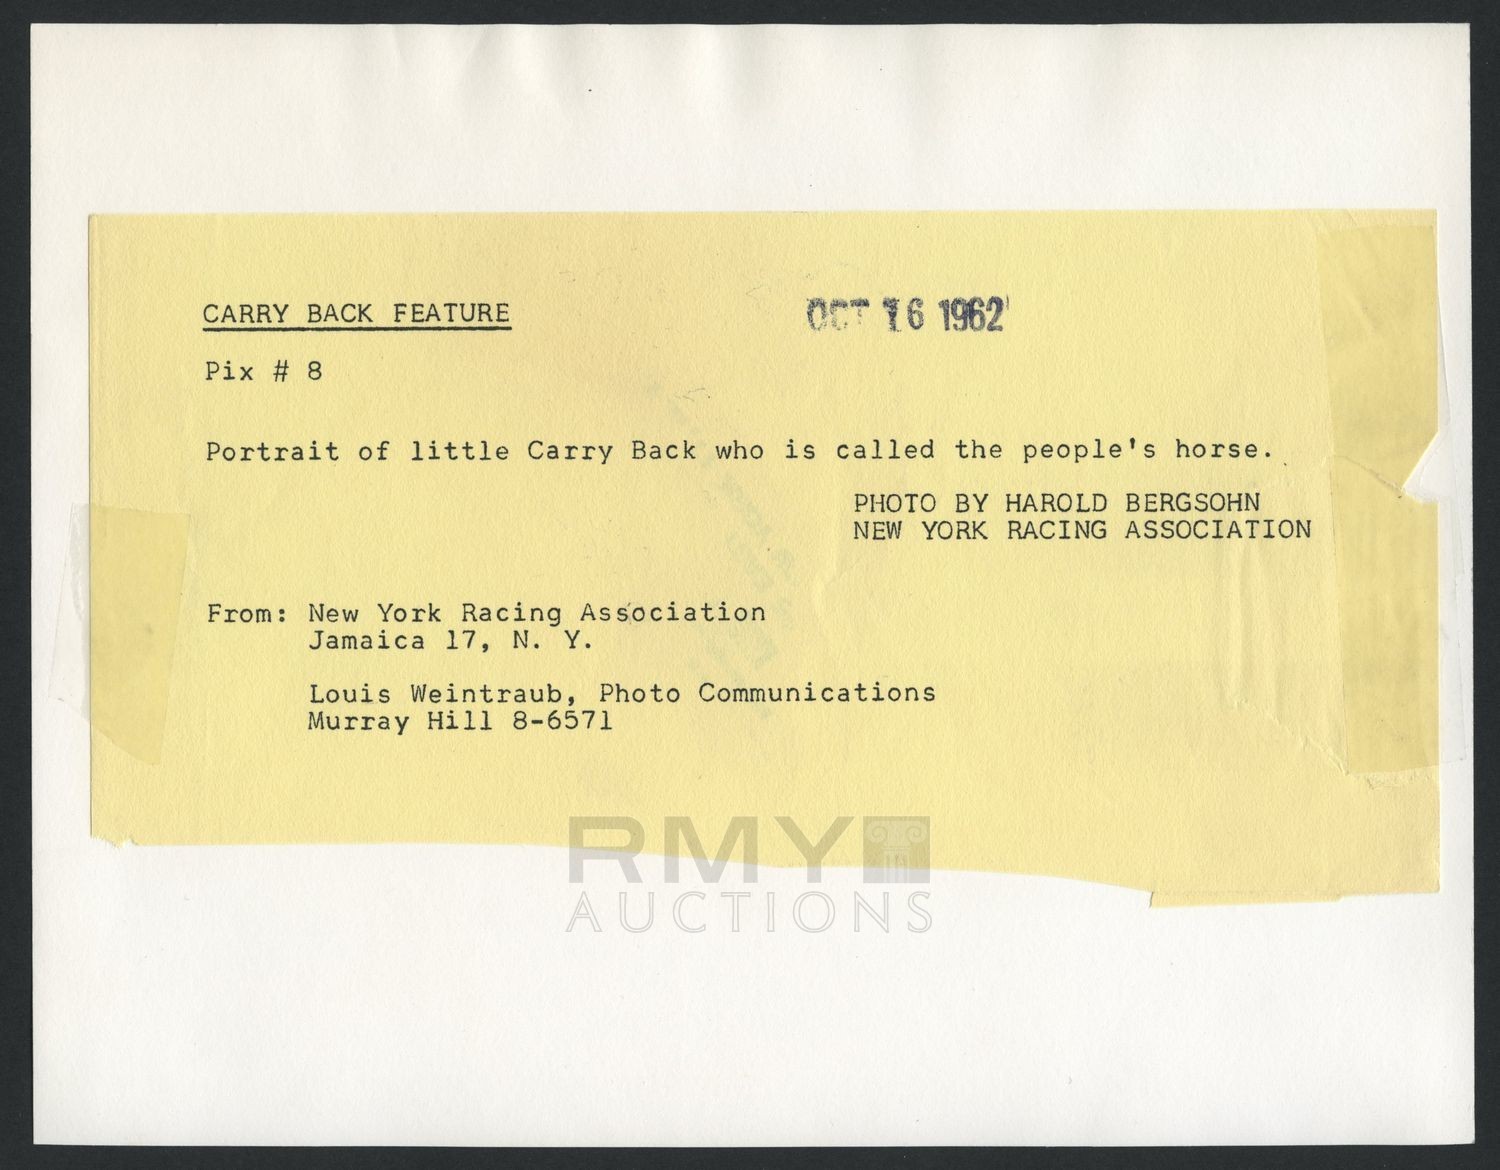 CARRY BACK FEATURE
OCT 16 1962
Pix # 8
Portrait of little Carry Back who is called the people's horse.
PHOTO BY HAROLD BERGSOHN
NEW YORK RACING ASSOCIATION
From: New York Racing Association
Jamaica 17, N. Y.
Louis Weintraub, Photo Communications
Murray Hill 8-6571
RMY
AUCTIONS